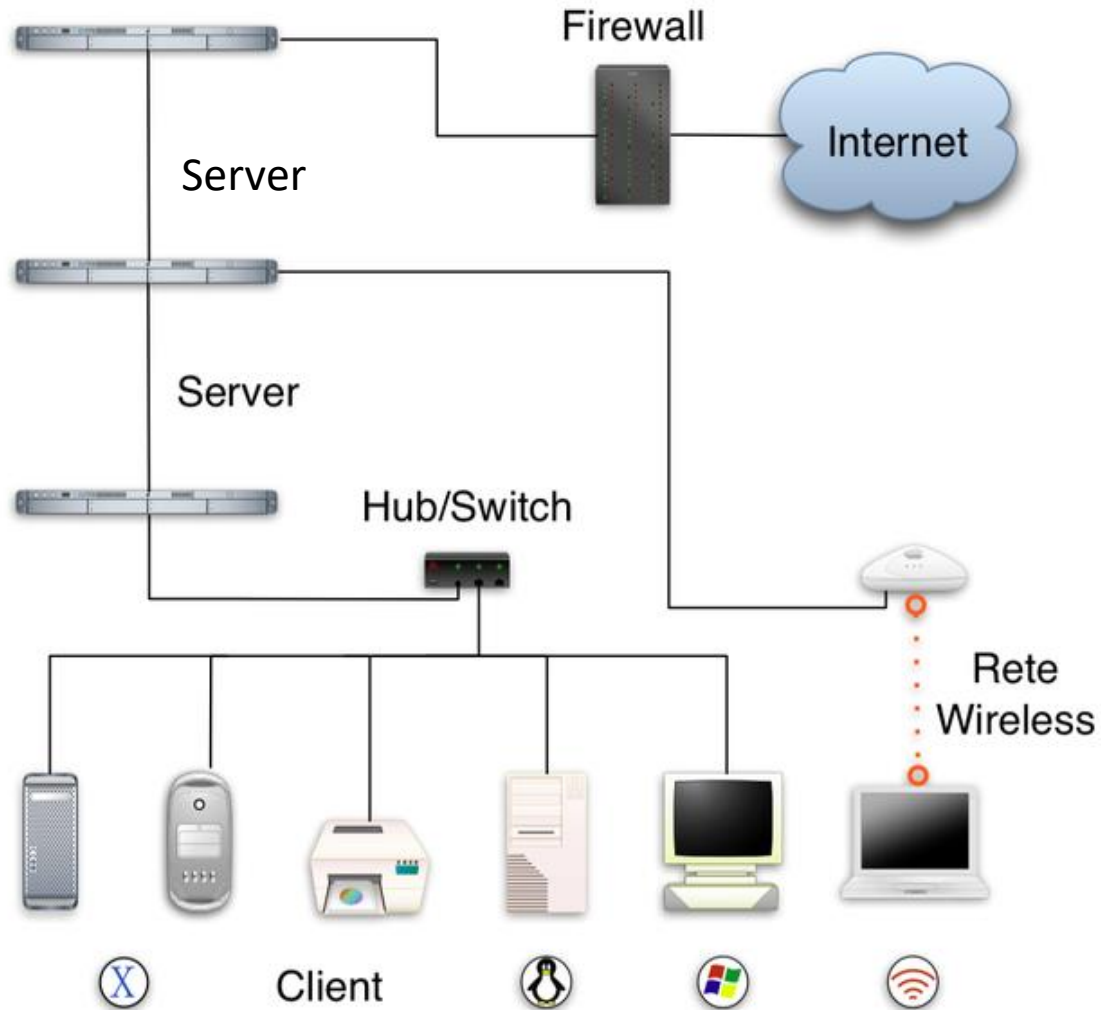 Firewall
Internet
Server
Server
Hub/Switch
Rete
Wireless
X
Client